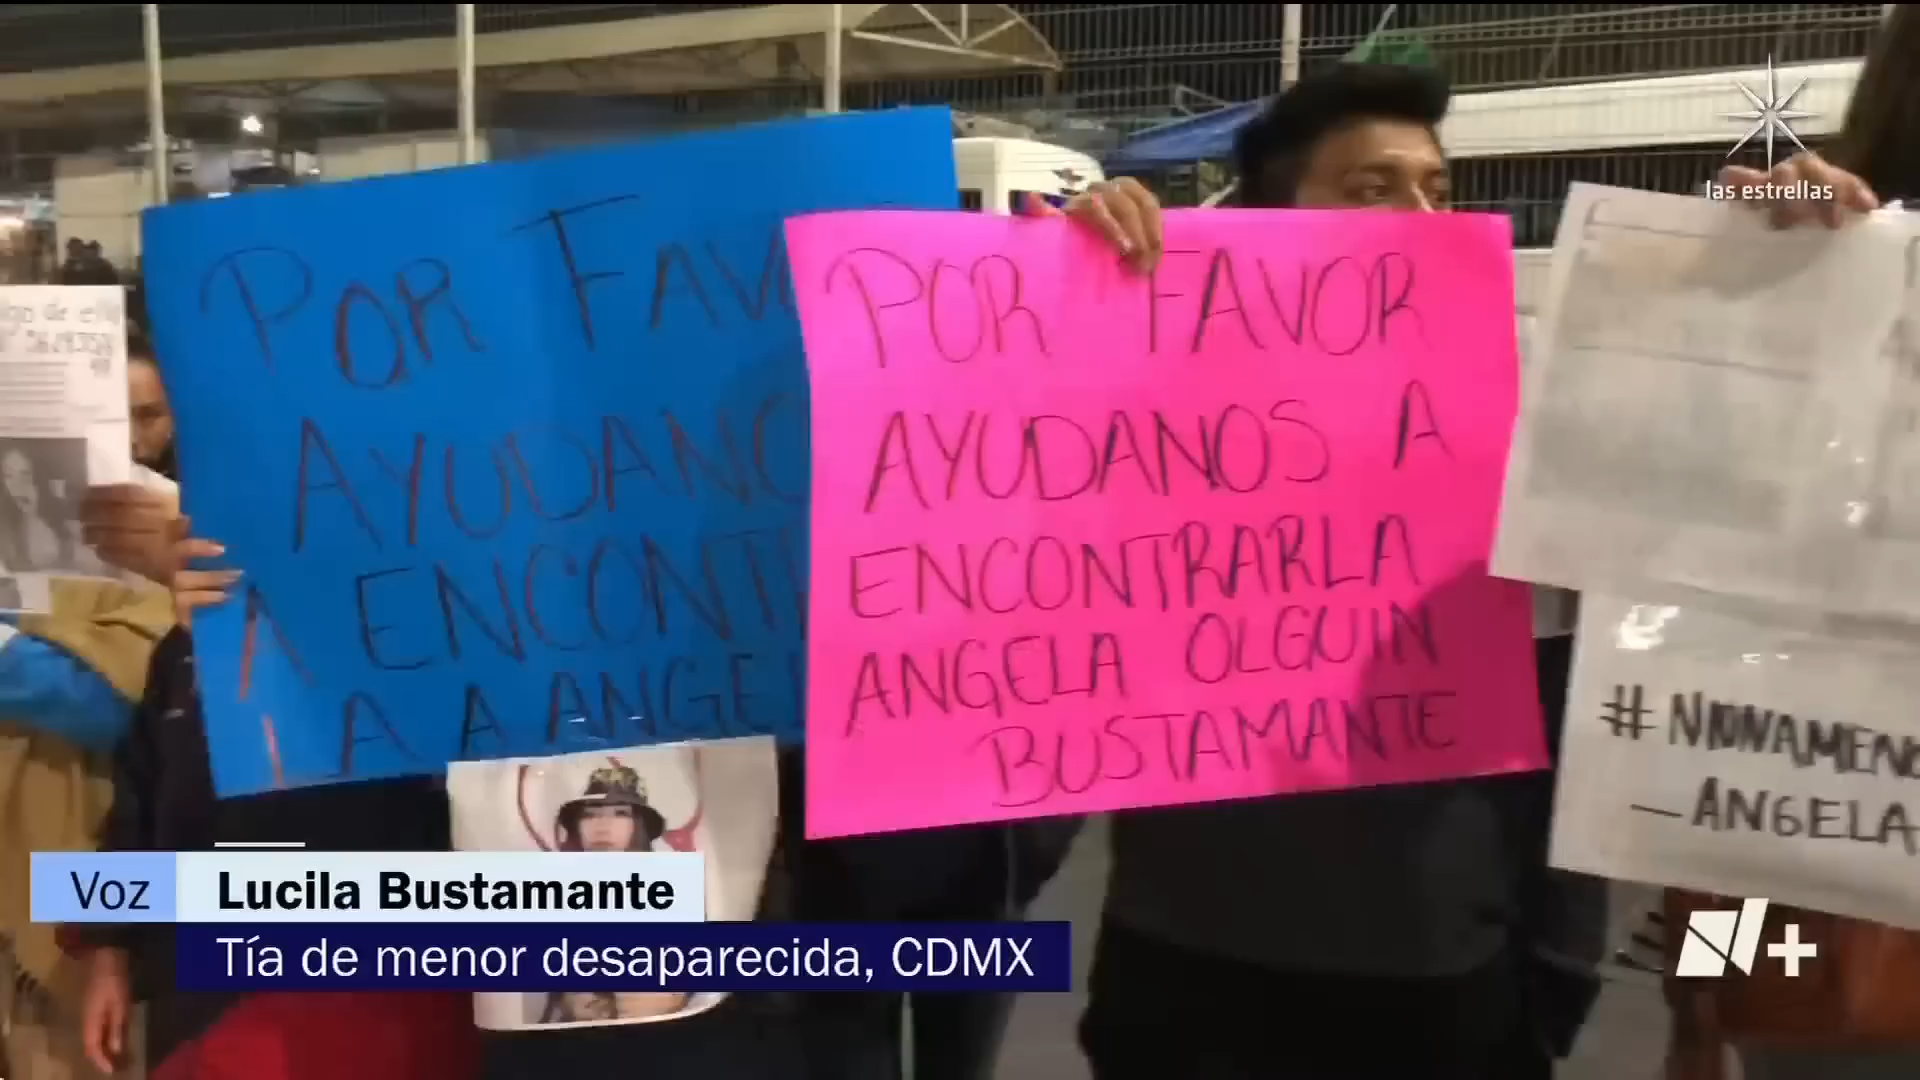 las estrellas
POR FAV
AYUDANO
A ENCONT
LA A ANGEL
POR FAVOR
AYUDANOS A
ENCONTRARLA
ANGELA OLGUIN
BUSTAMANTE
# NIUNAMENO
— ANGELA
Voz
Lucila Bustamante
Tía de menor desaparecida, CDMX
N+